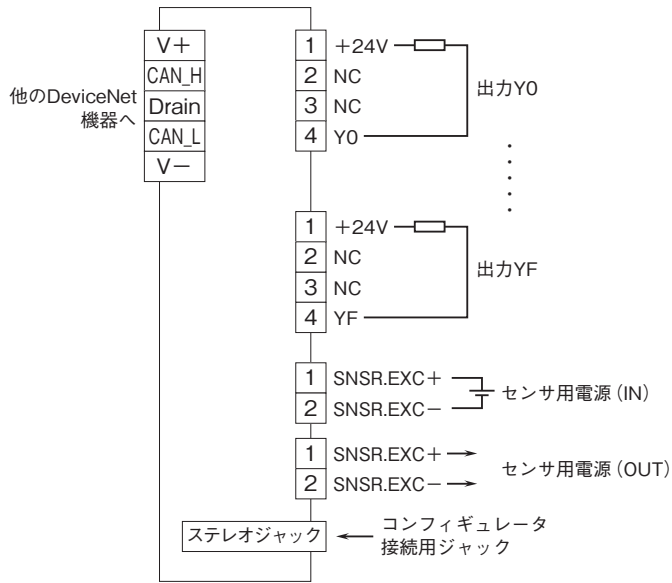 他のDeviceNet
機器へ
V+
CAN_H
Drain
CAN_L
V−
1 +24V
2 NC
3 NC
4 Y0
出力Y0
1 +24V
2 NC
3 NC
4 YF
出力YF
1 SNSR.EXC+
2 SNSR.EXC−
センサ用電源(IN)
1 SNSR.EXC+
2 SNSR.EXC−
センサ用電源(OUT)
ステレオジャック
コンフィギュレータ
接続用ジャック